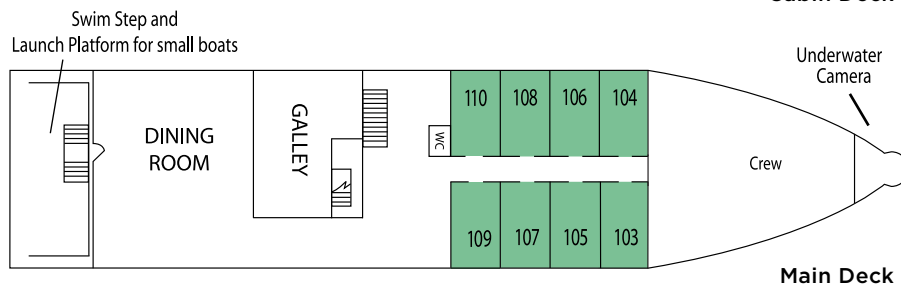 Cabin Deck
Swim Step and
Launch Platform for small boats
Underwater
Camera
DINING
ROOM
GALLEY
WC
110
108
106
104
Crew
109
107
105
103
Main Deck